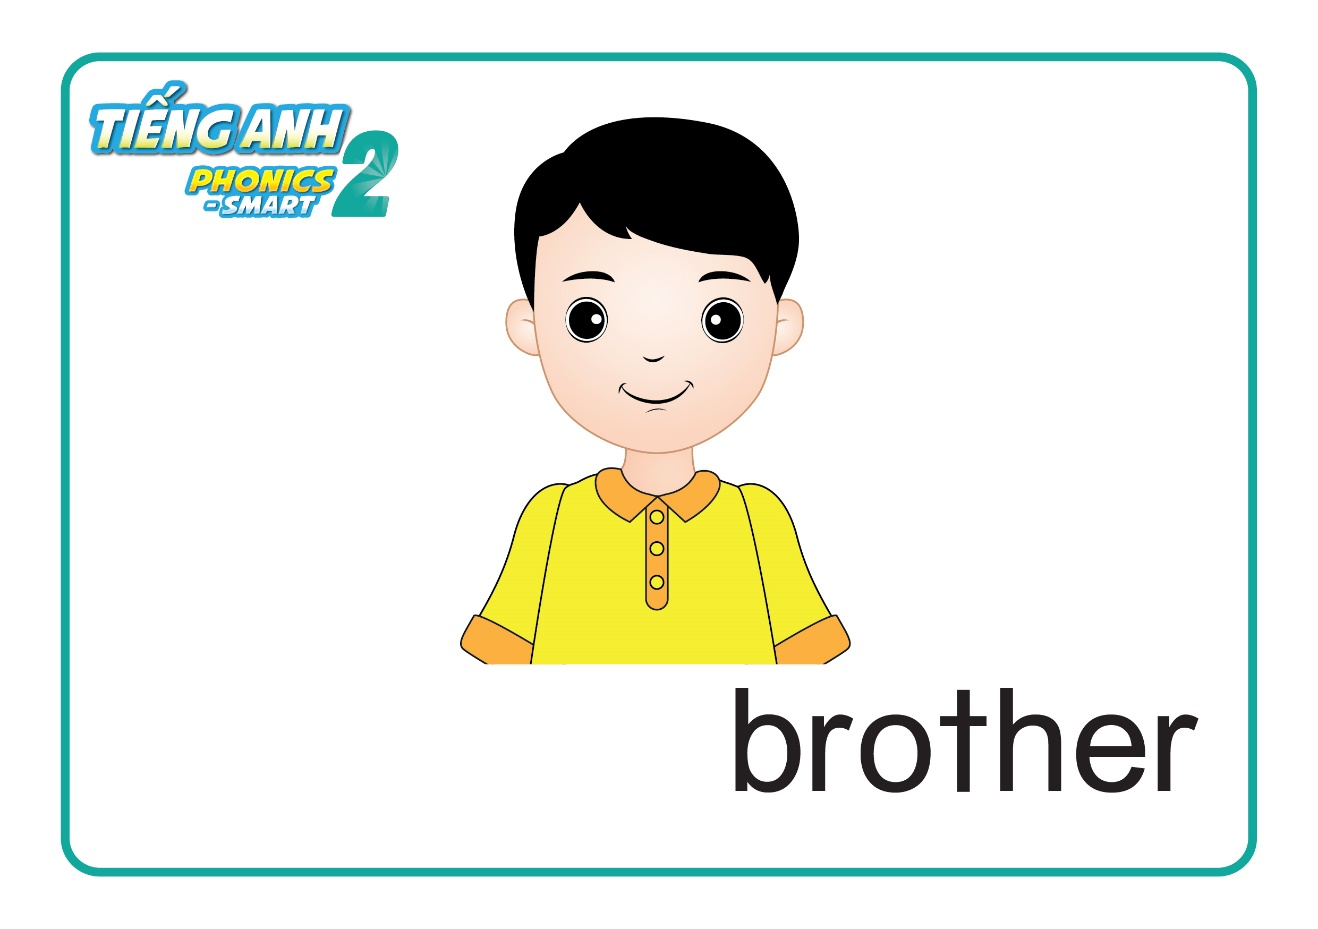 TIẾNG ANH 2
PHONICS
-SMART
brother